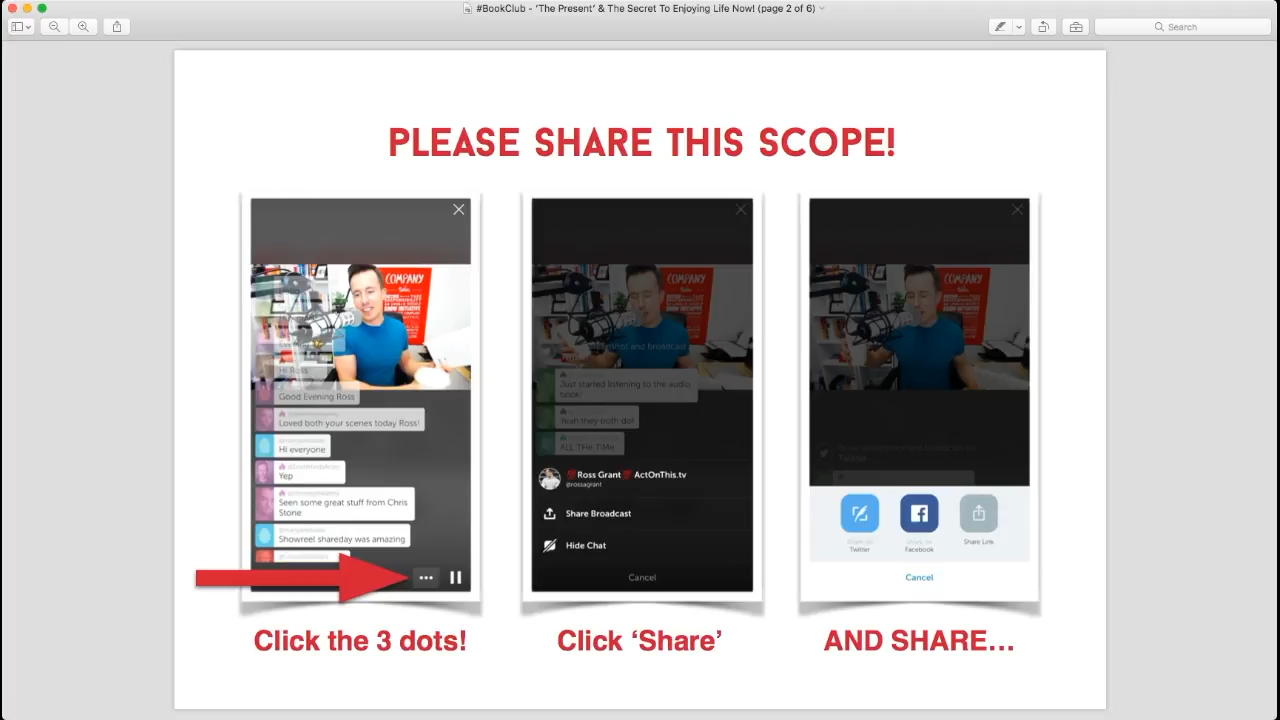 #BookClub - 'The Present' & The Secret To Enjoying Life Now! (page 2 of 6)
Search
PLEASE SHARE THIS SCOPE!
COMPANY
Hi Ross
Good Evening Ross
Loved both your scenes today Ross!
Hi everyone
Yep
Seen some great stuff from Chris
Stone
Showreel shareday was amazing
Click the 3 dots!
Just started listening to the audio
book!
Yeah they both do!
ALL THe TiMe
Ross Grant ActOnThis.tv
@rossagrant
Share Broadcast
Hide Chat
Cancel
Click ‘Share’
Twitter
Facebook
Share Link
Cancel
AND SHARE...